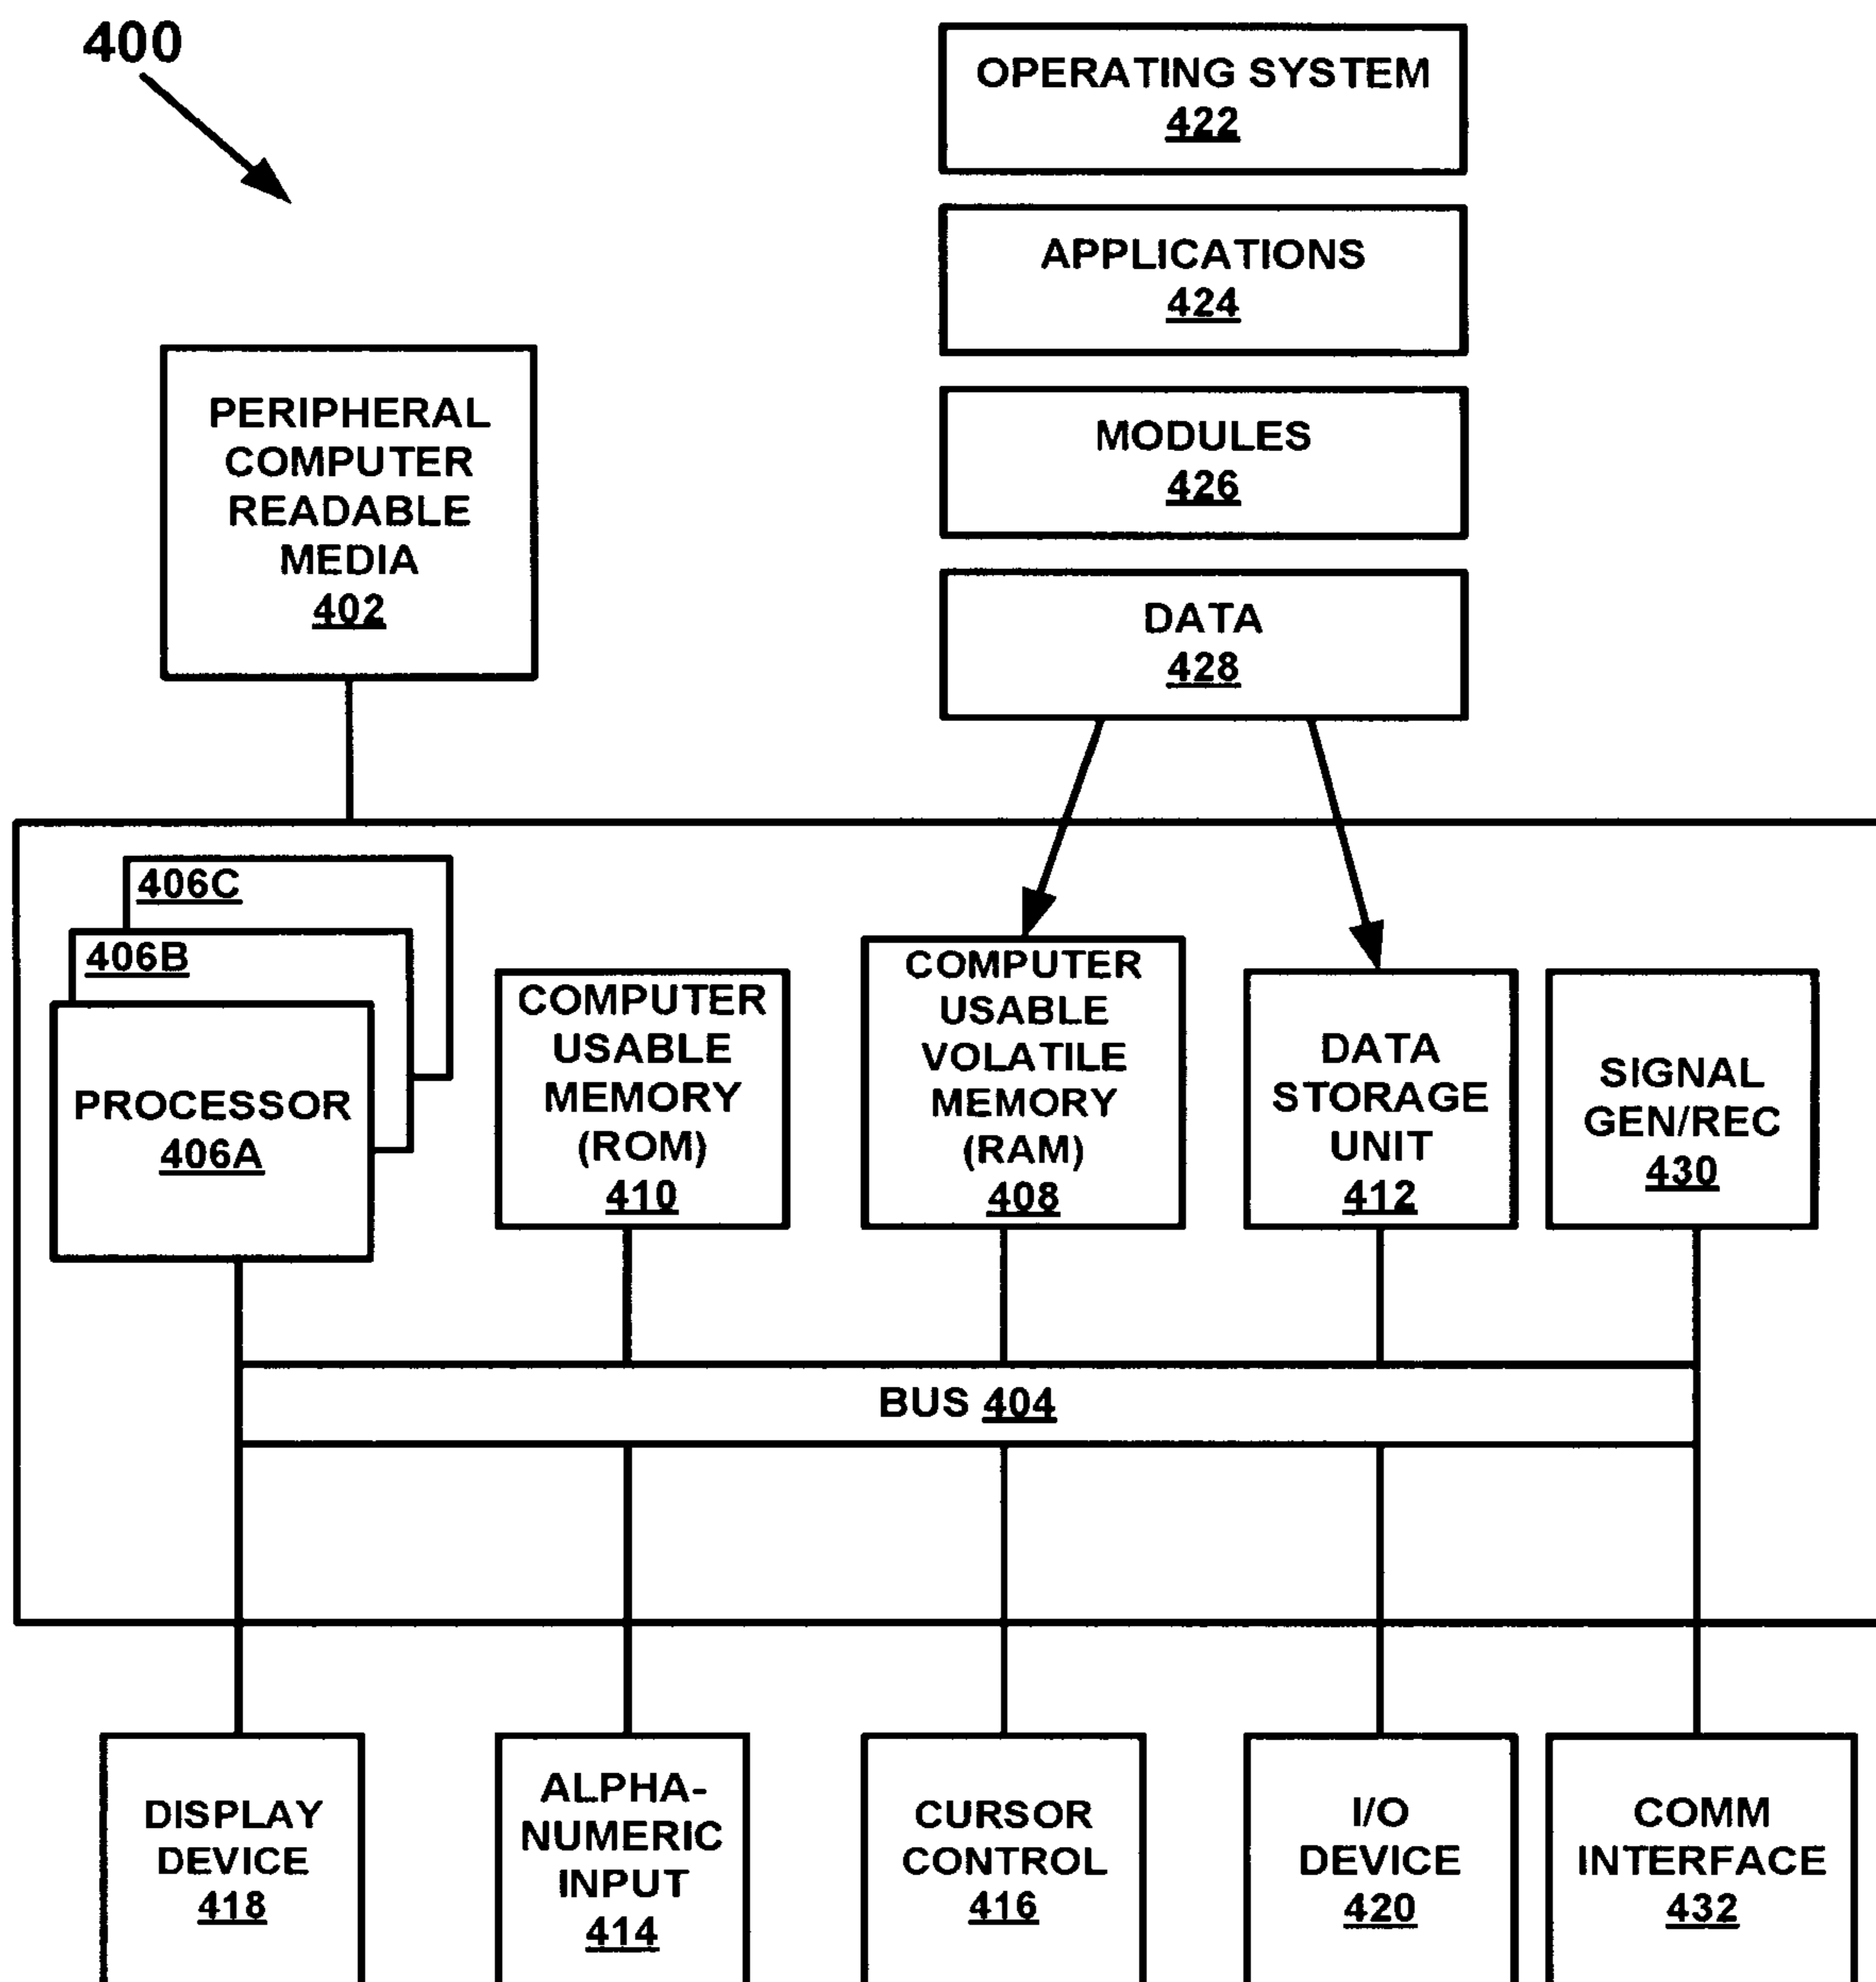 400
OPERATING SYSTEM
422
APPLICATIONS
424
MODULES
426
DATA
428
PERIPHERAL
COMPUTER
READABLE
MEDIA
402
406C
406B
PROCESSOR
406A
COMPUTER
USABLE
MEMORY
(ROM)
410
COMPUTER
USABLE
VOLATILE
MEMORY
(RAM)
408
DATA
STORAGE
UNIT
412
SIGNAL
GEN/REC
430
BUS 404
DISPLAY
DEVICE
418
ALPHA-
NUMERIC
INPUT
414
CURSOR
CONTROL
416
I/O
DEVICE
420
COMM
INTERFACE
432